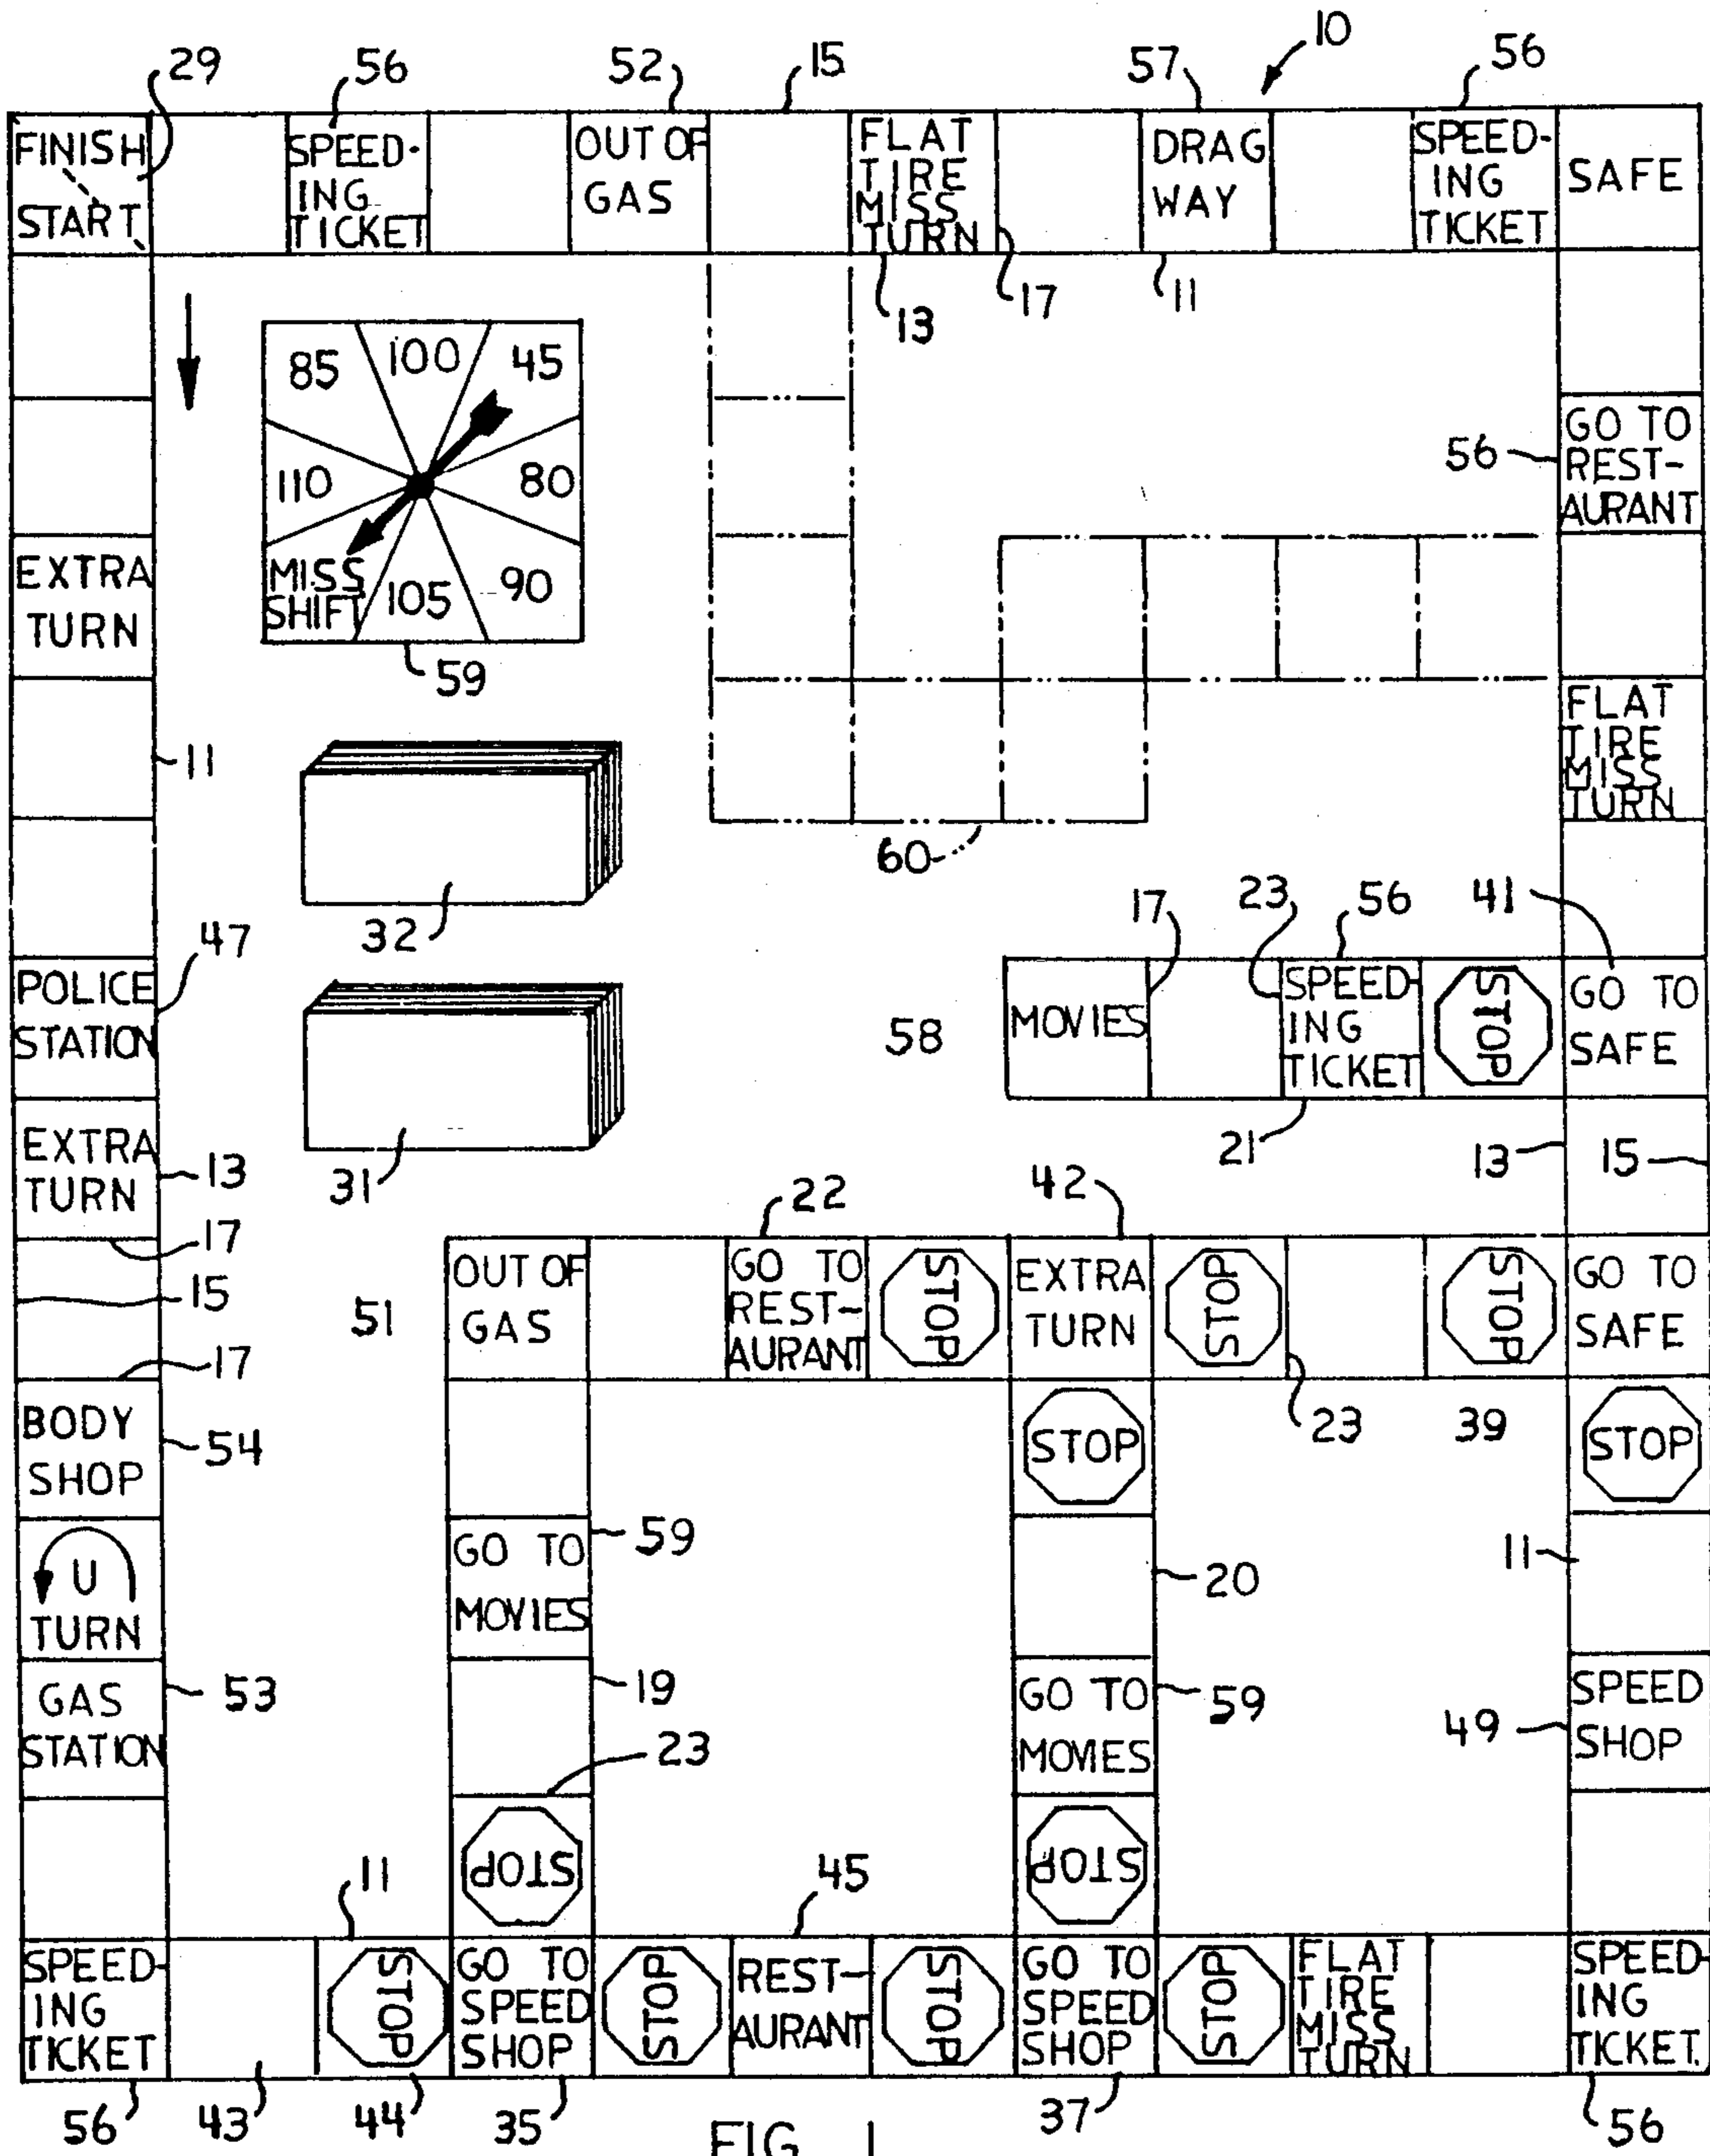 10
29
56
52
15
57
56
FINISH
START
SPEED-
ING
TICKET
OUT OF
GAS
FLAT
TIRE
MISS
TURN
DRAG
WAY
SPEED-
ING
TICKET
SAFE
13
17
11
85
100
45
110
80
MISS
SHIFT
105
90
59
EXTRA
TURN
56
GO TO
REST-
AURANT
11
FLAT
TIRE
MISS
TURN
60
32
47
17
23
56
41
POLICE
STATION
58
MOVIES
SPEED-
ING
TICKET
STOP
GO TO
SAFE
21
13
15
EXTRA
TURN
13
31
22
42
17
15
17
51
OUT OF
GAS
GO TO
REST-
AURANT
STOP
EXTRA
TURN
STOP
STOP
GO TO
SAFE
23
39
BODY
SHOP
54
STOP
STOP
U
TURN
GO TO
MOVIES
59
20
11
GAS
STATION
53
19
GO TO
MOVIES
59
49
SPEED
SHOP
23
STOP
STOP
11
45
SPEED-
ING
TICKET
STOP
GO TO
SPEED
SHOP
STOP
REST-
AURANT
STOP
GO TO
SPEED
SHOP
STOP
FLAT
TIRE
MISS
TURN
SPEED-
ING
TICKET.
56
43
44
35
37
56
FIG. 1